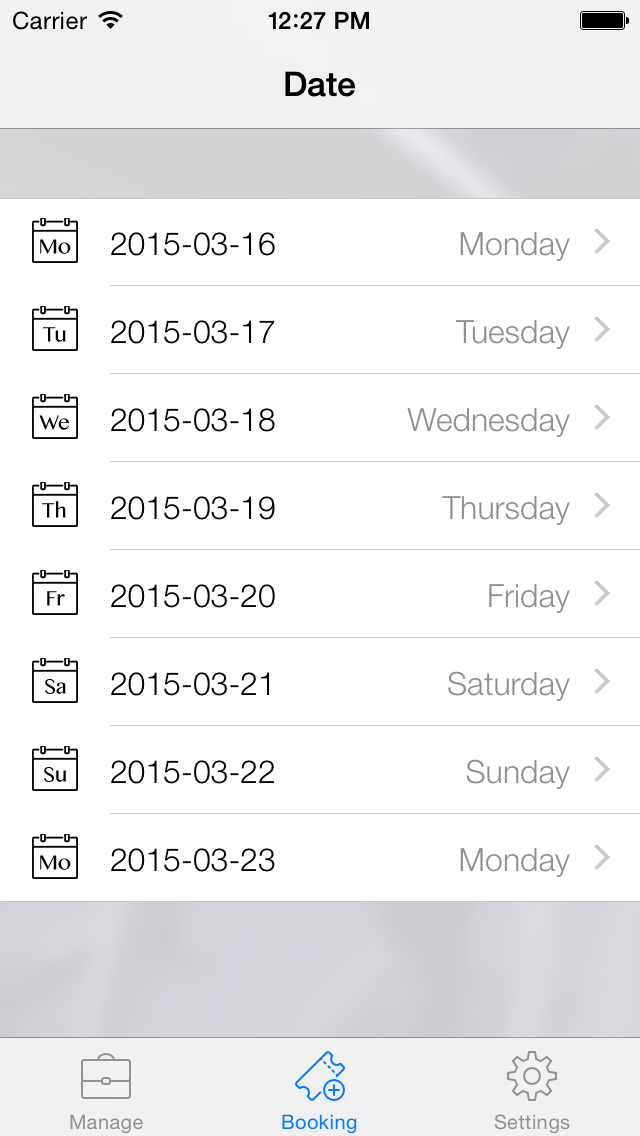 Carrier 12:27 PM
Date
Mo 2015-03-16 Monday
Tu 2015-03-17 Tuesday
We 2015-03-18 Wednesday
Th 2015-03-19 Thursday
Fr 2015-03-20 Friday
Sa 2015-03-21 Saturday
Su 2015-03-22 Sunday
Mo 2015-03-23 Monday
Manage Booking Settings